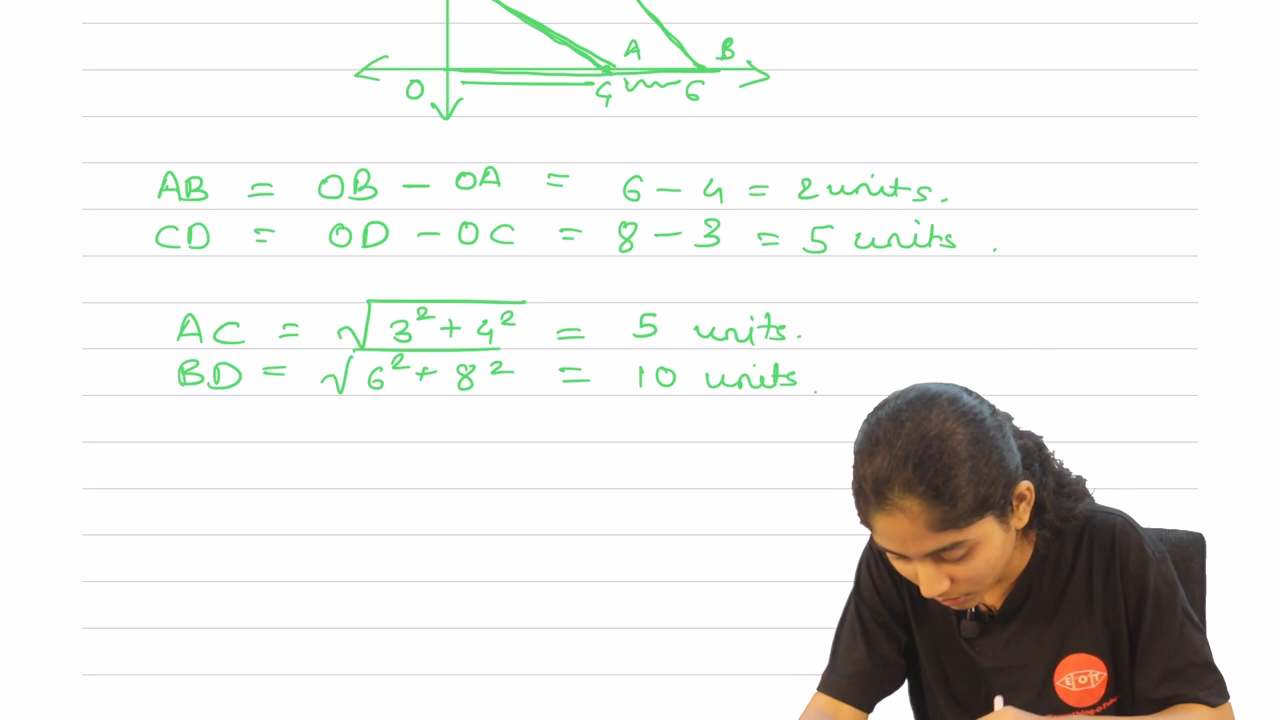 A B
O 4 6
AB = OB - OA = 6 - 4 = 2 units.
CD = OD - OC = 8 - 3 = 5 units.
AC = √3² + 4² = 5 units.
BD = √6² + 8² = 10 units.
EOT